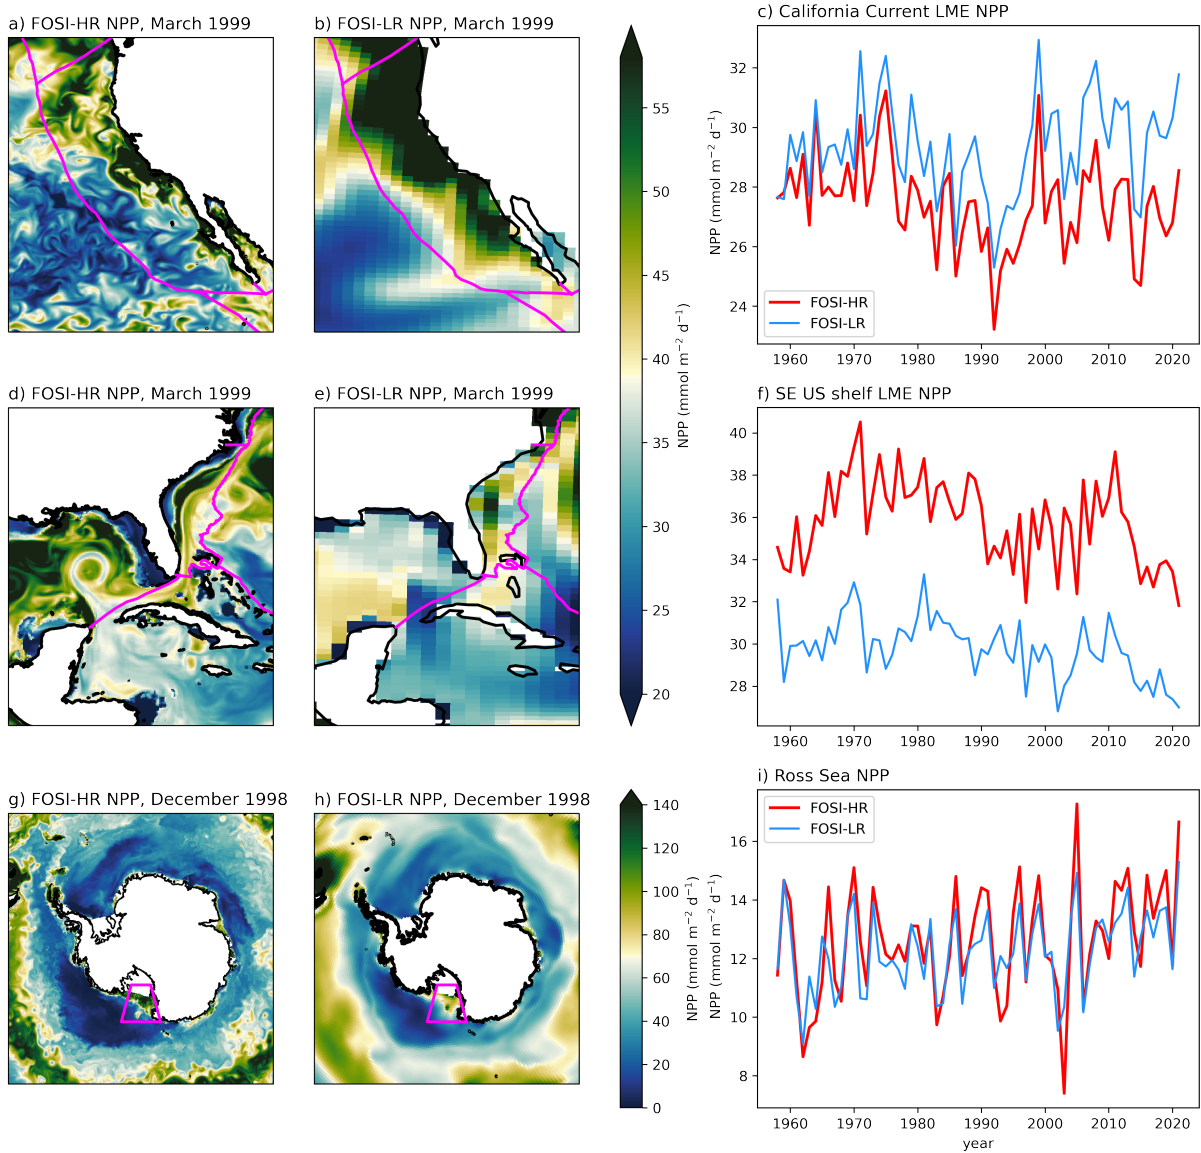 a) FOSI-HR NPP, March 1999
b) FOSI-LR NPP, March 1999
55
50
45
40
35
30
25
20
NPP (mmol m⁻² d⁻¹)
c) California Current LME NPP
NPP (mmol m⁻² d⁻¹)
32
30
28
26
24
FOSI-HR
FOSI-LR
1960 1970 1980 1990 2000 2010 2020
d) FOSI-HR NPP, March 1999
e) FOSI-LR NPP, March 1999
f) SE US shelf LME NPP
40
38
36
34
32
30
28
1960 1970 1980 1990 2000 2010 2020
g) FOSI-HR NPP, December 1998
h) FOSI-LR NPP, December 1998
140
120
100
80
60
40
20
0
NPP (mmol m⁻² d⁻¹)
i) Ross Sea NPP
NPP (mmol m⁻² d⁻¹)
16
14
12
10
8
FOSI-HR
FOSI-LR
1960 1970 1980 1990 2000 2010 2020
year